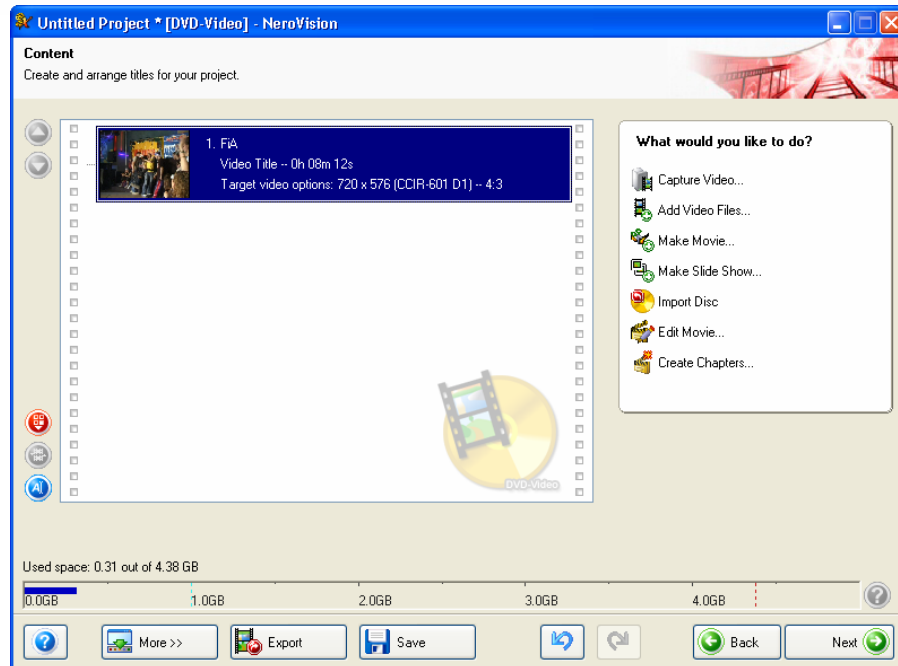 Untitled Project * [DVD-Video] - NeroVision
Content
Create and arrange titles for your project.
1. FiA
Video Title -- 0h 08m 12s
Target video options: 720 x 576 (CCIR-601 D1) -- 4:3
DVD-Video
What would you like to do?
Capture Video...
Add Video Files...
Make Movie...
Make Slide Show...
Import Disc
Edit Movie...
Create Chapters...
Used space: 0.31 out of 4.38 GB
0.0GB 1.0GB 2.0GB 3.0GB 4.0GB
More >> Export Save Back Next